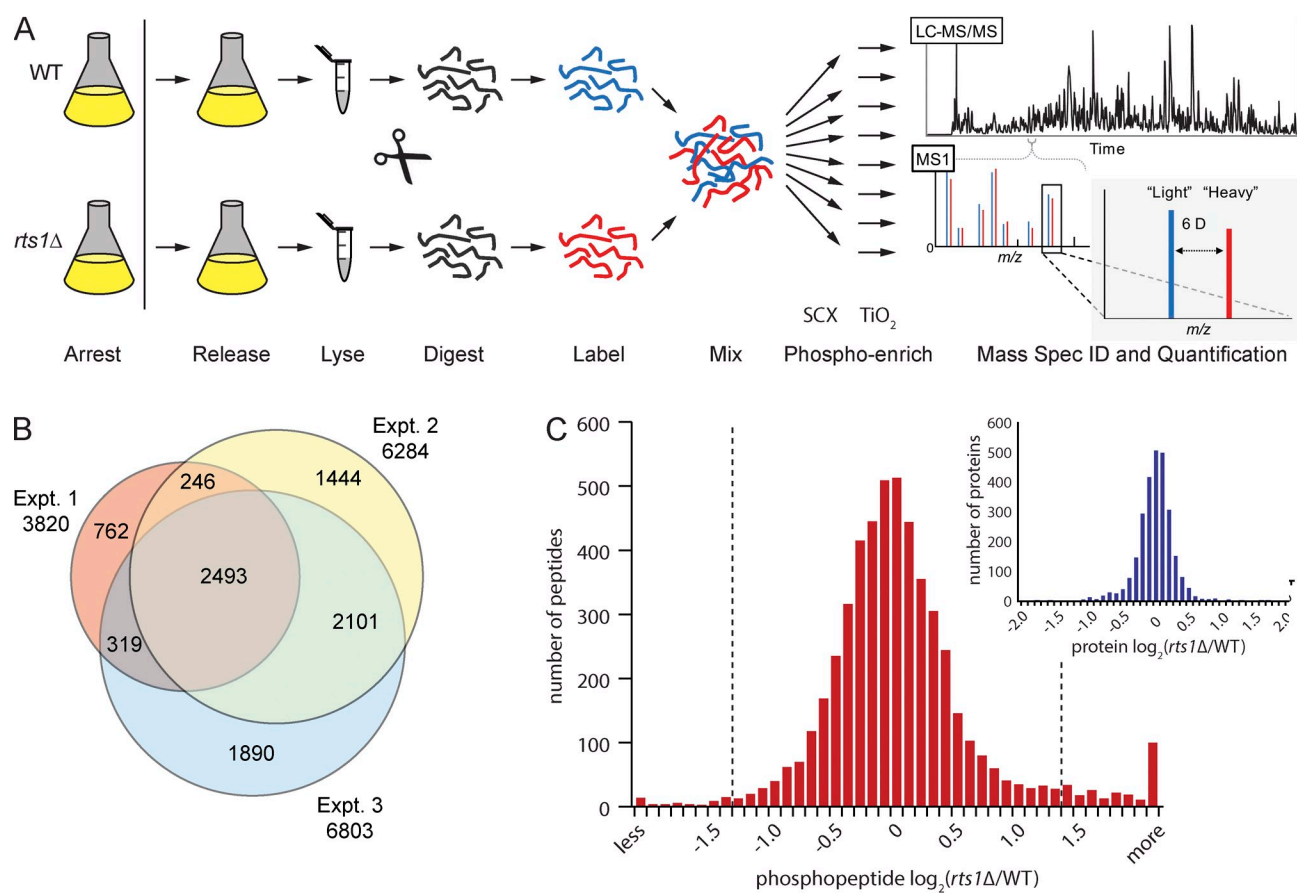 A
WT
rts1Δ
LC-MS/MS
Time
MS1
0
m/z
"Light" "Heavy"
6 D
m/z
SCX TiO₂
Arrest Release Lyse Digest Label Mix Phospho-enrich Mass Spec ID and Quantification
B
Expt. 1
3820
Expt. 2
6284
246
1444
762
2493
2101
319
1890
Expt. 3
6803
C
number of peptides
600
500
400
300
200
100
0
less -1.5 -1.0 -0.5 0 0.5 1.0 1.5 more
phosphopeptide log₂(rts1Δ/WT)
number of proteins
600
500
400
300
200
100
0
-2.0 -1.5 -1.0 -0.5 0 0.5 1.0 1.5 2.0
protein log₂(rts1Δ/WT)